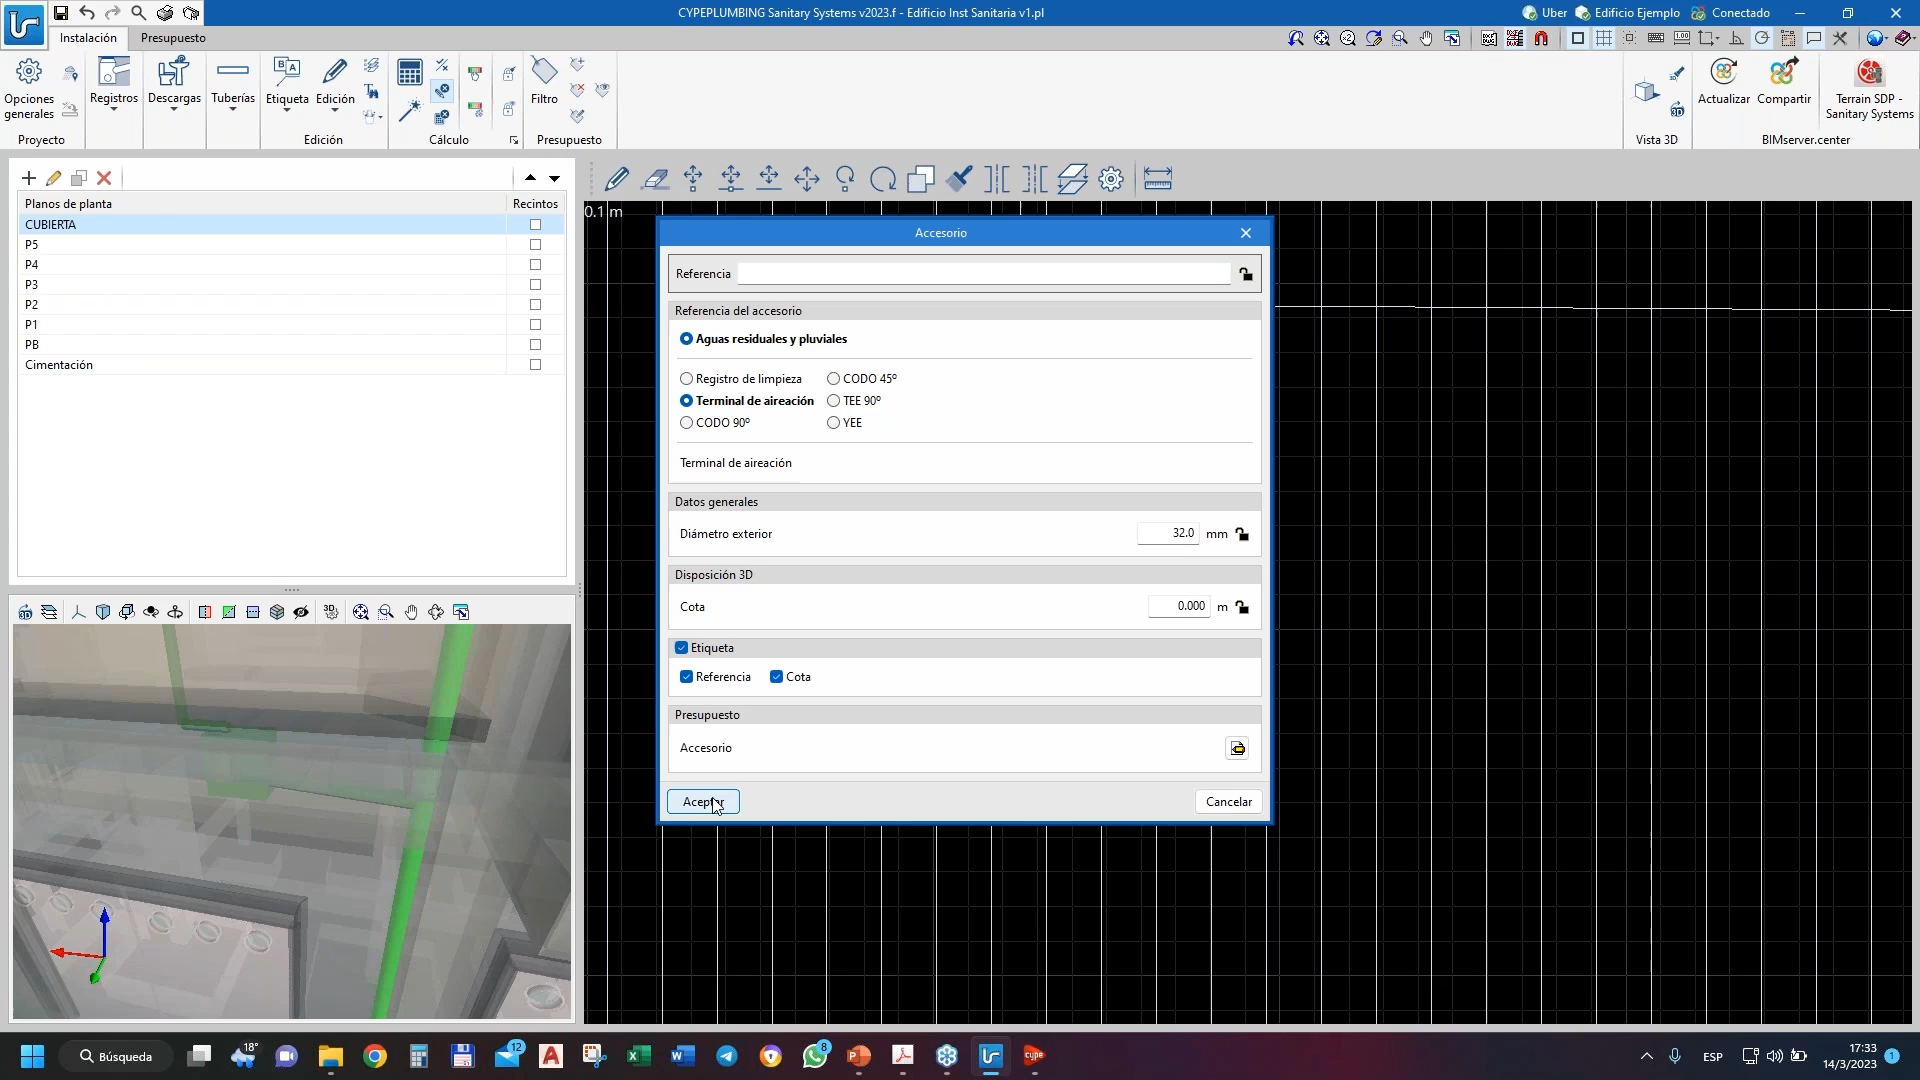 CYPEPLUMBING Sanitary Systems v2023.f - Edificio Inst Sanitaria v1.pl
Uber
Edificio Ejemplo
Conectado
Instalación
Presupuesto
Opciones generales
Registros
Descargas
Tuberías
Etiqueta
Edición
Filtro
Actualizar
Compartir
Terrain SDP - Sanitary Systems
Proyecto
Edición
Cálculo
Presupuesto
Vista 3D
BIMserver.center
Planos de planta
Recintos
CUBIERTA
P5
P4
P3
P2
P1
PB
Cimentación
0.1 m
Accesorio
Referencia
Referencia del accesorio
Aguas residuales y pluviales
Registro de limpieza
CODO 45º
Terminal de aireación
TEE 90º
CODO 90º
YEE
Terminal de aireación
Datos generales
Diámetro exterior
32.0 mm
Disposición 3D
Cota
0.000 m
Etiqueta
Referencia
Cota
Presupuesto
Accesorio
Aceptar
Cancelar
18°
Búsqueda
12
8
cype
ESP
17:33
14/3/2023
1